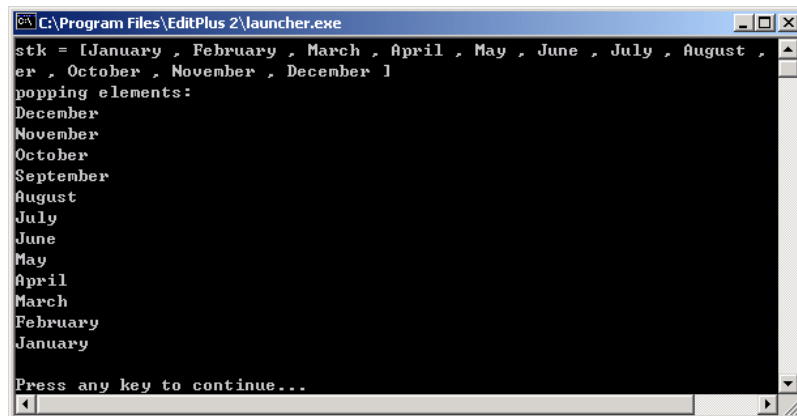 C:\Program Files\EditPlus 2\launcher.exe
stk = [January , February , March , April , May , June , July , August ,
er , October , November , December ]
popping elements:
December
November
October
September
August
July
June
May
April
March
February
January
Press any key to continue...